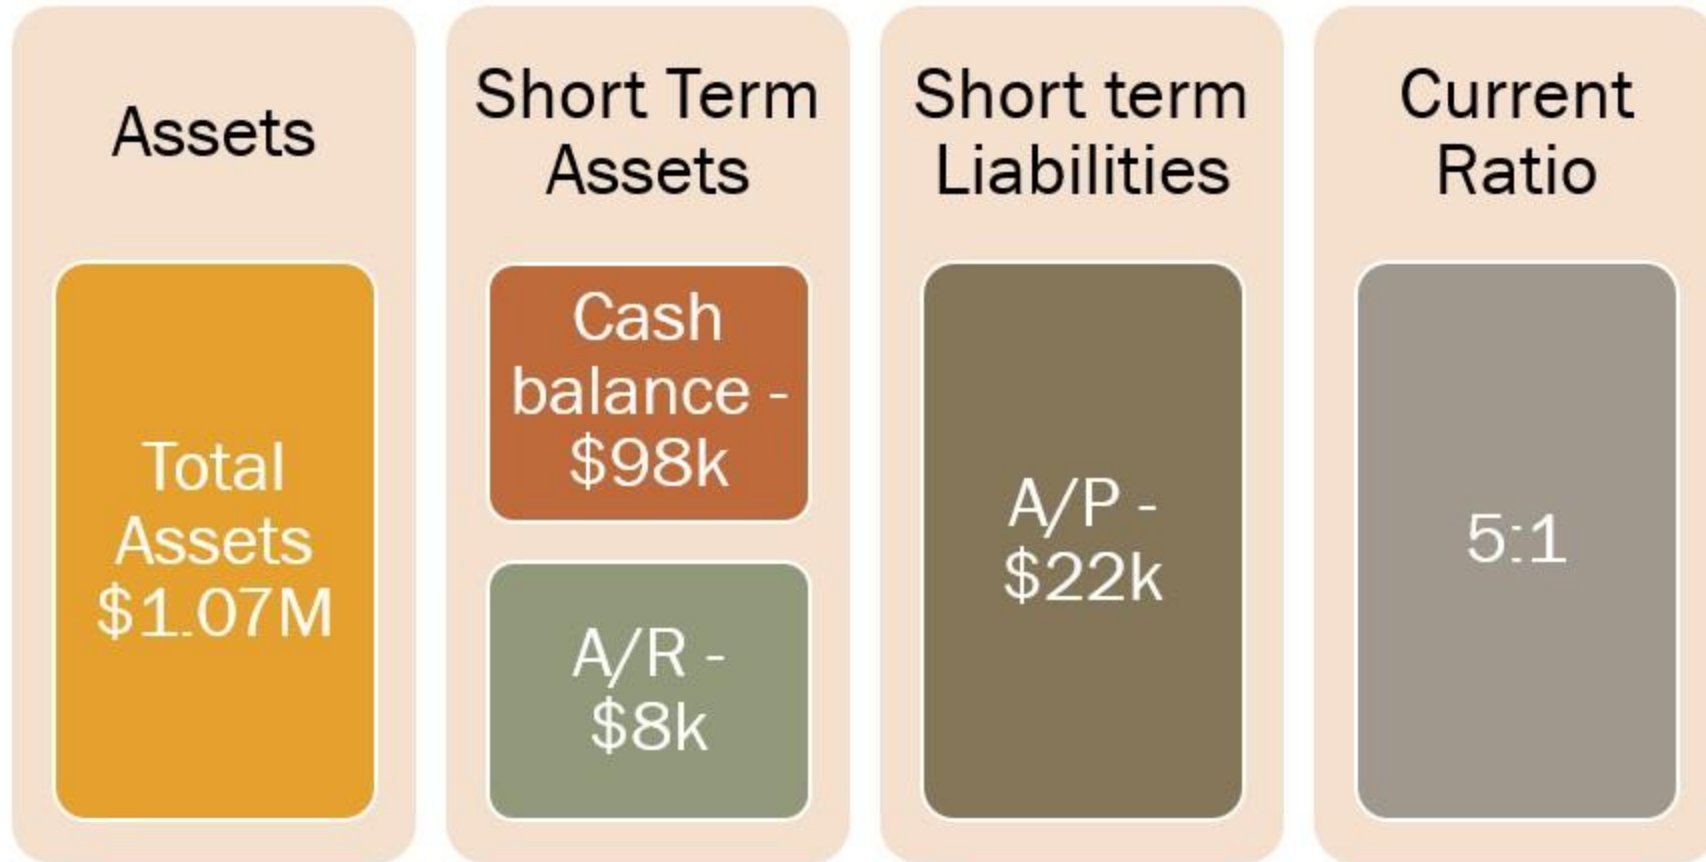 Assets
Total
Assets
$1.07M
Short Term
Assets
Cash
balance -
$98k
A/R -
$8k
Short term
Liabilities
A/P -
$22k
Current
Ratio
5:1